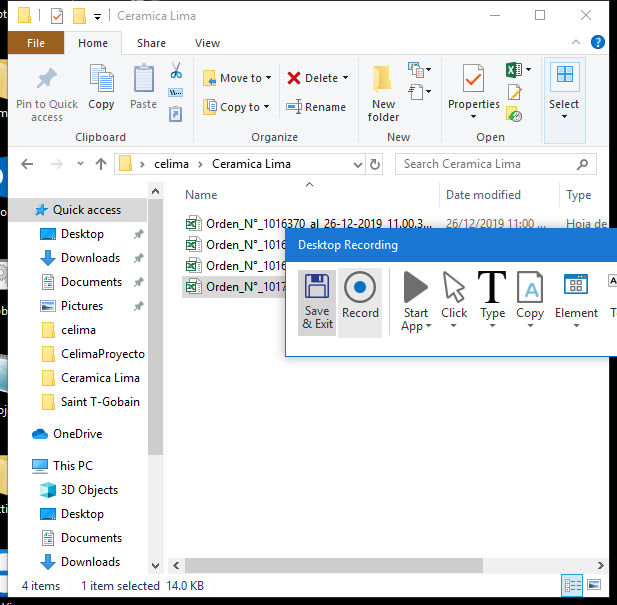 Ceramica Lima
File Home Share View
Pin to Quick access
Copy
Paste
Clipboard
Move to
Copy to
Delete
Rename
Organize
New folder
New
Properties
Open
Select
celima > Ceramica Lima
Search Ceramica Lima
Name Date modified Type
Quick access
Desktop
Downloads
Documents
Pictures
celima
CelimaProyecto
Ceramica Lima
Saint T-Gobain
OneDrive
This PC
3D Objects
Desktop
Documents
Downloads
Orden_N°_1016370_al_26-12-2019_11.00.3... 26/12/2019 11:00 Hoja de
Orden_N°_1016
Orden_N°_1016
Orden_N°_101
Desktop Recording
Save & Exit
Record
Start App
Click
Type
Copy
Element
4 items 1 item selected 14.0 KB